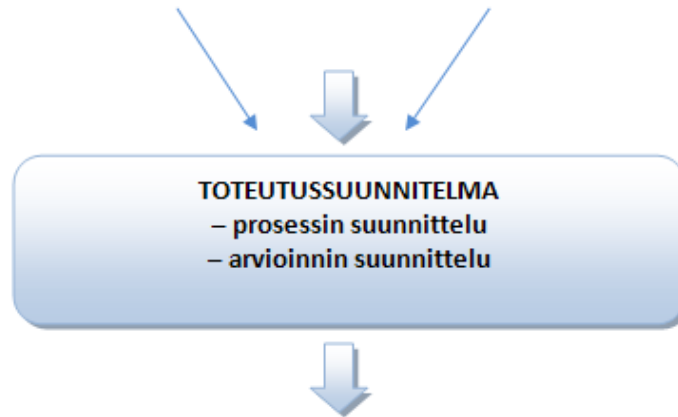 TOTEUTUSSUUNNITELMA
– prosessin suunnittelu
– arvioinnin suunnittelu